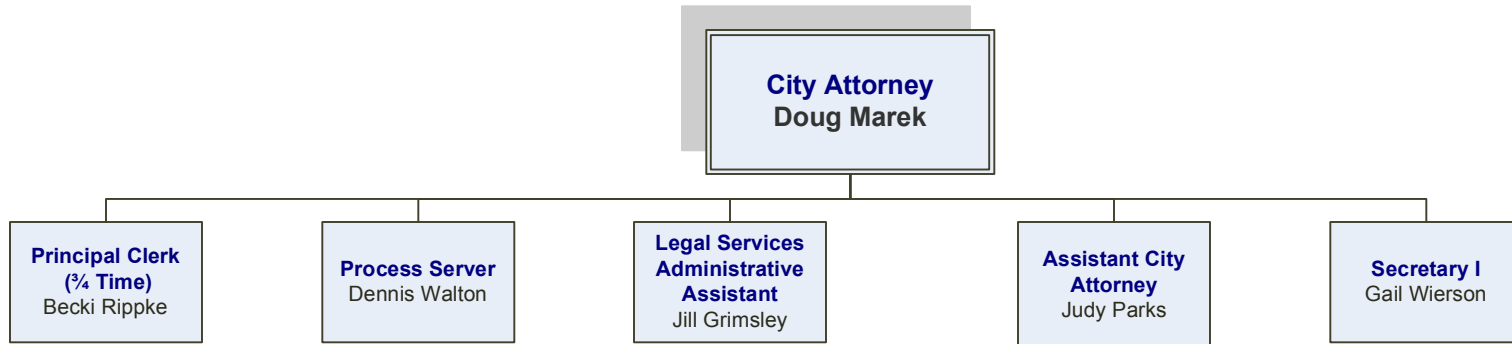 City Attorney
Doug Marek
Principal Clerk
(¾ Time)
Becki Rippke
Process Server
Dennis Walton
Legal Services
Administrative
Assistant
Jill Grimsley
Assistant City
Attorney
Judy Parks
Secretary I
Gail Wierson